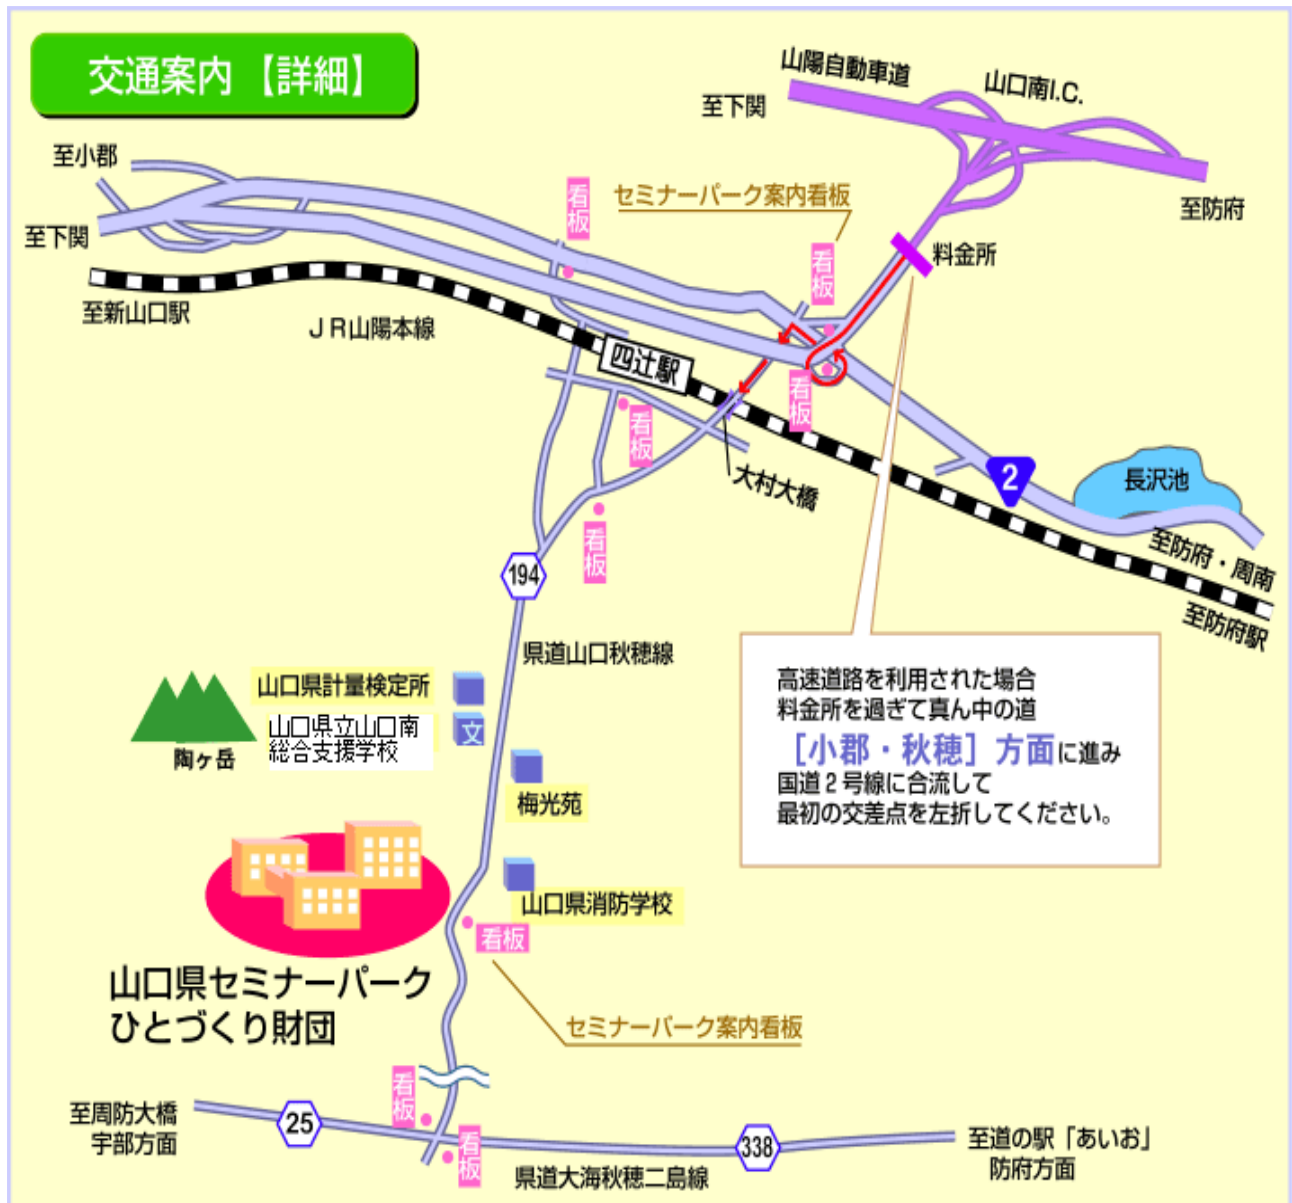 交通案内【詳細】
山陽自動車道
山口南I.C.
至下関
至防府
至小郡
至下関
看板
セミナーパーク案内看板
看板
料金所
至新山口駅
JR山陽本線
四辻駅
看板
看板
大村大橋
2
長沢池
看板
至防府・周南
至防府駅
194
県道山口秋穂線
高速道路を利用された場合
料金所を過ぎて真ん中の道
［小郡・秋穂］方面に進み
国道2号線に合流して
最初の交差点を左折してください。
陶ヶ岳
山口県計量検定所
山口県立山口南
総合支援学校
文
梅光苑
山口県消防学校
看板
山口県セミナーパーク
ひとづくり財団
セミナーパーク案内看板
看板
至周防大橋
宇部方面
25
看板
338
県道大海秋穂二島線
至道の駅「あいお」
防府方面